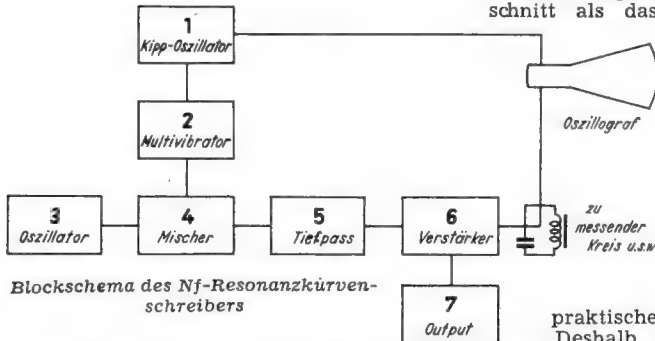 schnitt als das
1
Kipp-Oszillator
Oszillograf
2
Multivibrator
3
Oszillator
4
Mischer
5
Tiefpass
6
Verstärker
zu
messender
Kreis u.s.w
Blockschema des Nf-Resonanzkurven-
schreibers
7
Output
praktische
Deshalb